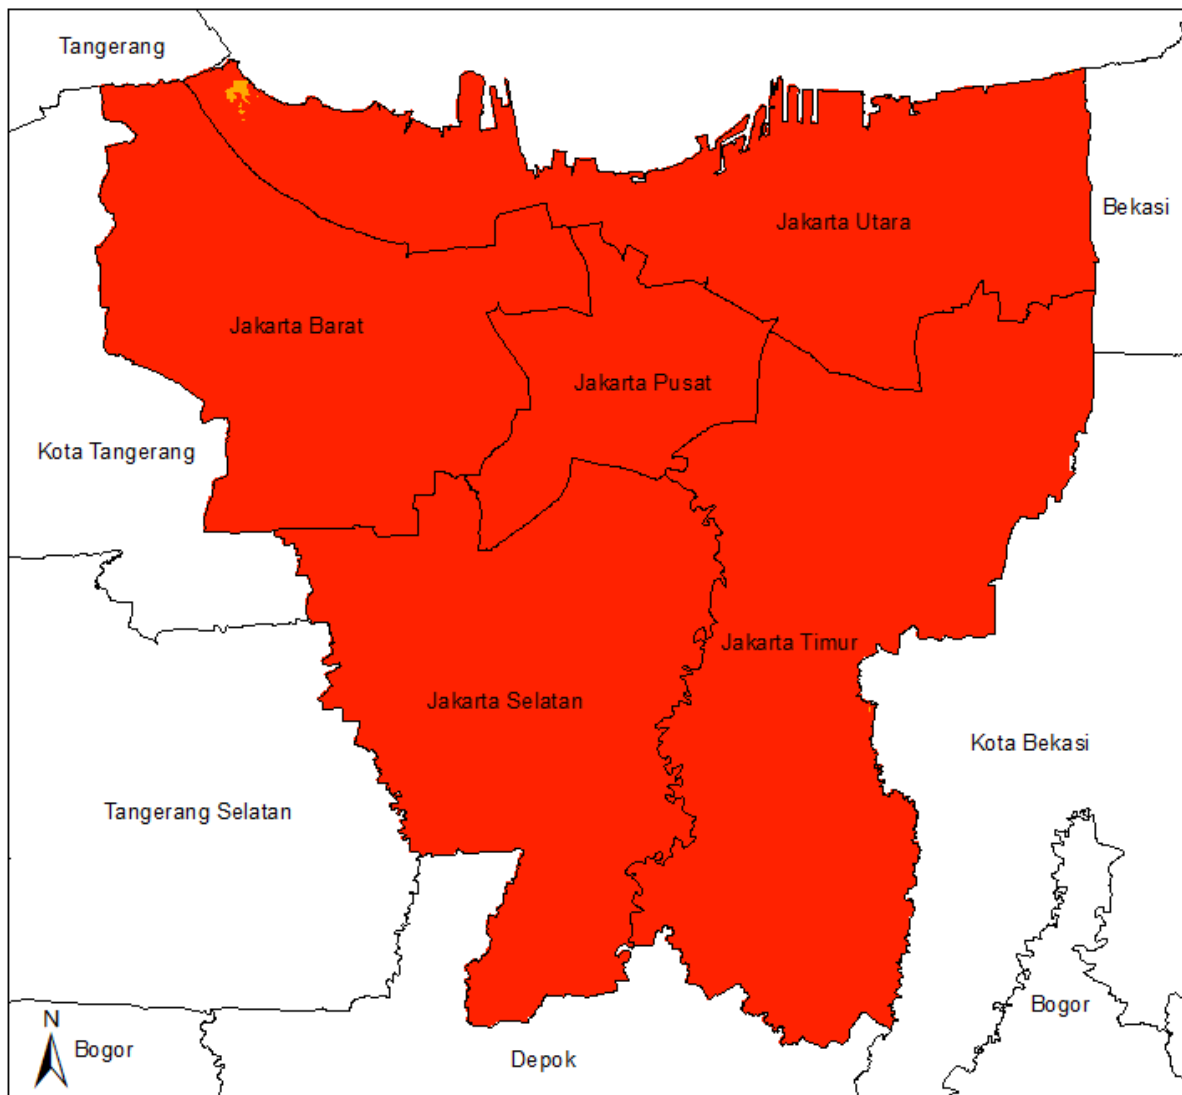 Tangerang
Bekasi
Jakarta Utara
Jakarta Barat
Jakarta Pusat
Kota Tangerang
Jakarta Timur
Jakarta Selatan
Kota Bekasi
Tangerang Selatan
Bogor
N
Bogor
Depok